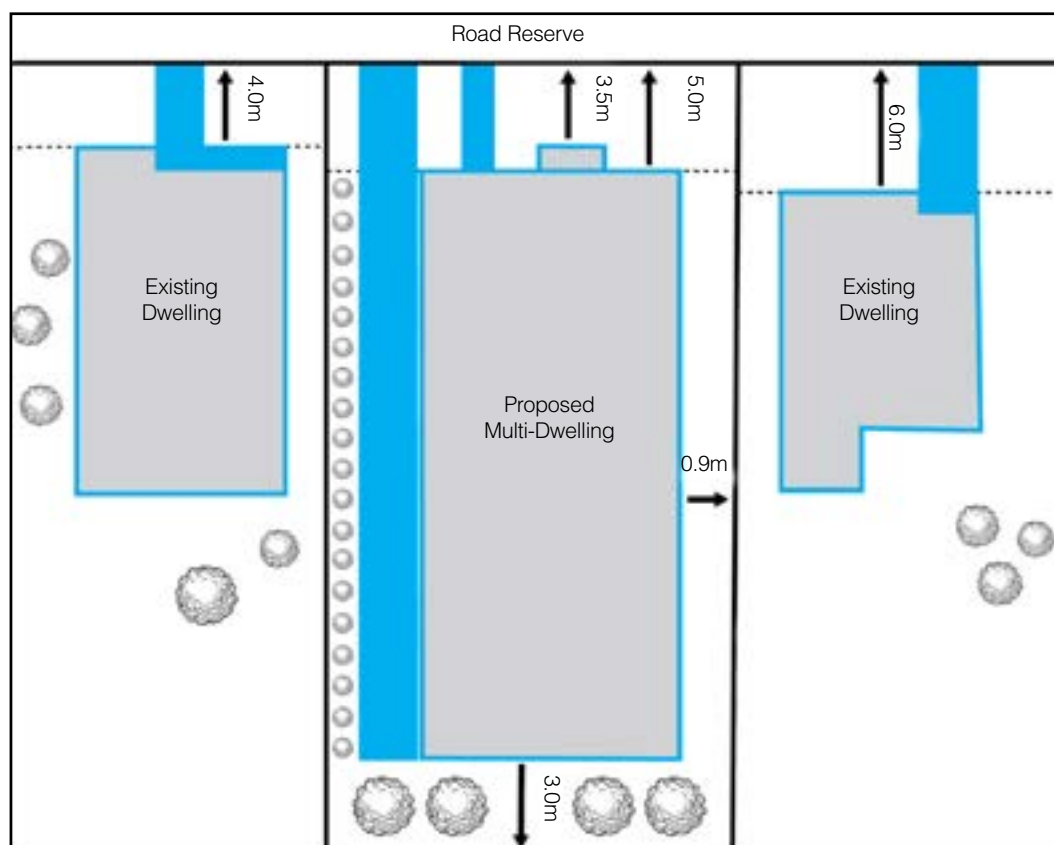 Road Reserve
4.0m
3.5m
5.0m
6.0m
Existing
Dwelling
Existing
Dwelling
Proposed
Multi-Dwelling
0.9m
3.0m